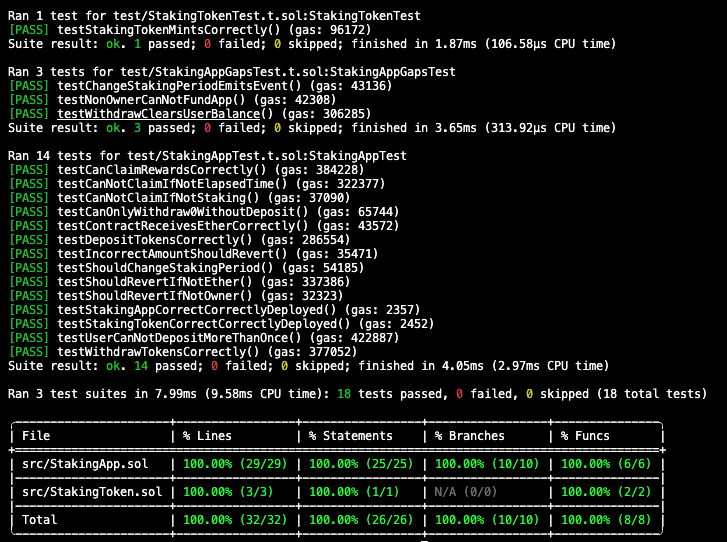 Ran 1 test for test/StakingTokenTest.t.sol:StakingTokenTest
[PASS] testStakingTokenMintsCorrectly() (gas: 96172)
Suite result: ok. 1 passed; 0 failed; 0 skipped; finished in 1.87ms (106.58µs CPU time)
Ran 3 tests for test/StakingAppGapsTest.t.sol:StakingAppGapsTest
[PASS] testChangeStakingPeriodEmitsEvent() (gas: 43136)
[PASS] testNonOwnerCanNotFundApp() (gas: 42308)
[PASS] testWithdrawClearsUserBalance() (gas: 306285)
Suite result: ok. 3 passed; 0 failed; 0 skipped; finished in 3.65ms (313.92µs CPU time)
Ran 14 tests for test/StakingAppTest.t.sol:StakingAppTest
[PASS] testCanClaimRewardsCorrectly() (gas: 384228)
[PASS] testCanNotClaimIfNotElapsedTime() (gas: 322377)
[PASS] testCanNotClaimIfNotStaking() (gas: 37090)
[PASS] testCanOnlyWithdraw0WithoutDeposit() (gas: 65744)
[PASS] testContractReceivesEtherCorrectly() (gas: 43572)
[PASS] testDepositTokensCorrectly() (gas: 286554)
[PASS] testIncorrectAmountShouldRevert() (gas: 35471)
[PASS] testShouldChangeStakingPeriod() (gas: 54185)
[PASS] testShouldRevertIfNotEther() (gas: 337386)
[PASS] testShouldRevertIfNotOwner() (gas: 32323)
[PASS] testStakingAppCorrectCorrectlyDeployed() (gas: 2357)
[PASS] testStakingTokenCorrectCorrectlyDeployed() (gas: 2452)
[PASS] testUserCanNotDepositMoreThanOnce() (gas: 422887)
[PASS] testWithdrawTokensCorrectly() (gas: 377052)
Suite result: ok. 14 passed; 0 failed; 0 skipped; finished in 4.05ms (2.97ms CPU time)
Ran 3 test suites in 7.99ms (9.58ms CPU time): 18 tests passed, 0 failed, 0 skipped (18 total tests)
| File | % Lines | % Statements | % Branches | % Funcs |
| src/StakingApp.sol | 100.00% (29/29) | 100.00% (25/25) | 100.00% (10/10) | 100.00% (6/6) |
| src/StakingToken.sol | 100.00% (3/3) | 100.00% (1/1) | N/A (0/0) | 100.00% (2/2) |
| Total | 100.00% (32/32) | 100.00% (26/26) | 100.00% (10/10) | 100.00% (8/8) |